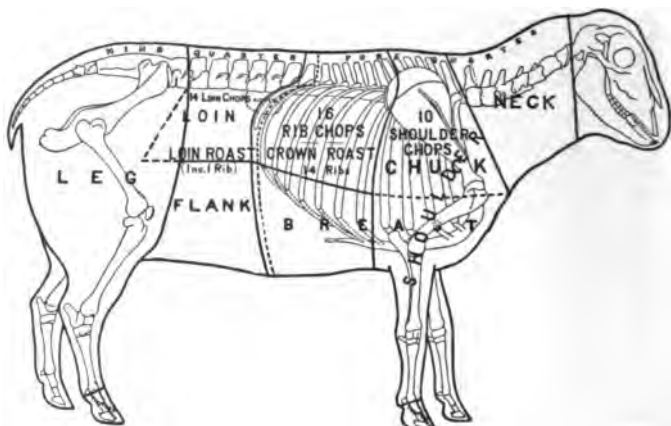 HIND QUARTER
FORE QUARTER
NECK
14 LOIN CHOPS
LOIN
16
RIB CHOPS
10
SHOULDER
CHOPS
LOIN ROAST
(Ins. 1 Rib)
CROWN ROAST
14 Ribs
CHUCK
LEG
FLANK
BREAST
SHOULDER